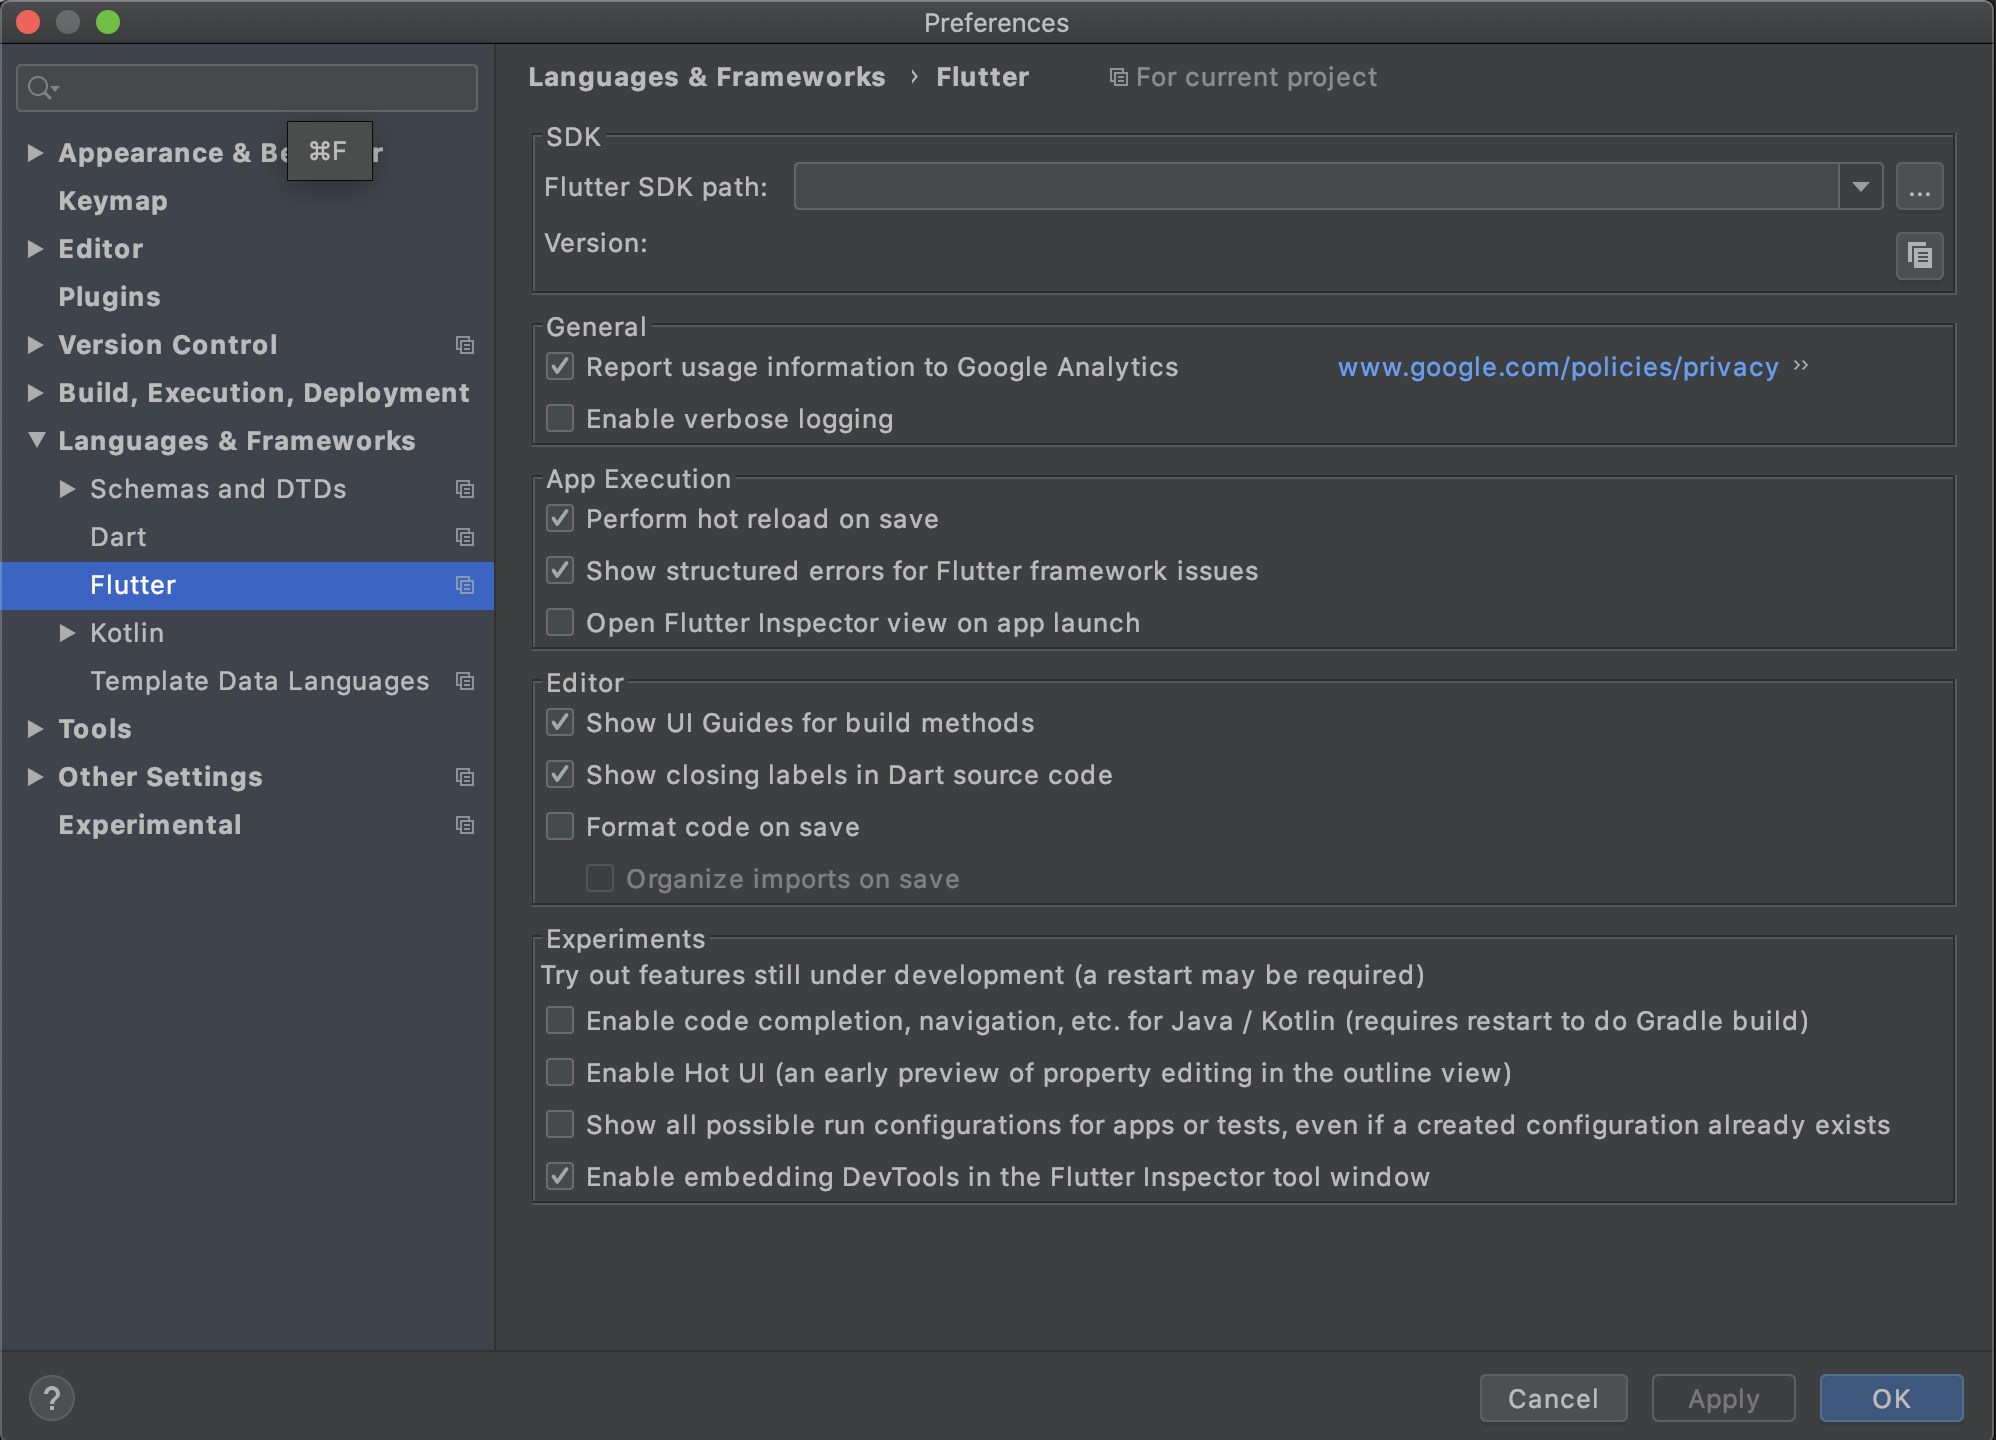 Preferences
⌘F
Appearance & Be r
Keymap
Editor
Plugins
Version Control
Build, Execution, Deployment
Languages & Frameworks
Schemas and DTDs
Dart
Flutter
Kotlin
Template Data Languages
Tools
Other Settings
Experimental
Languages & Frameworks › Flutter For current project
SDK
Flutter SDK path: ...
Version:
General
Report usage information to Google Analytics www.google.com/policies/privacy »
Enable verbose logging
App Execution
Perform hot reload on save
Show structured errors for Flutter framework issues
Open Flutter Inspector view on app launch
Editor
Show UI Guides for build methods
Show closing labels in Dart source code
Format code on save
Organize imports on save
Experiments
Try out features still under development (a restart may be required)
Enable code completion, navigation, etc. for Java / Kotlin (requires restart to do Gradle build)
Enable Hot UI (an early preview of property editing in the outline view)
Show all possible run configurations for apps or tests, even if a created configuration already exists
Enable embedding DevTools in the Flutter Inspector tool window
? Cancel Apply OK